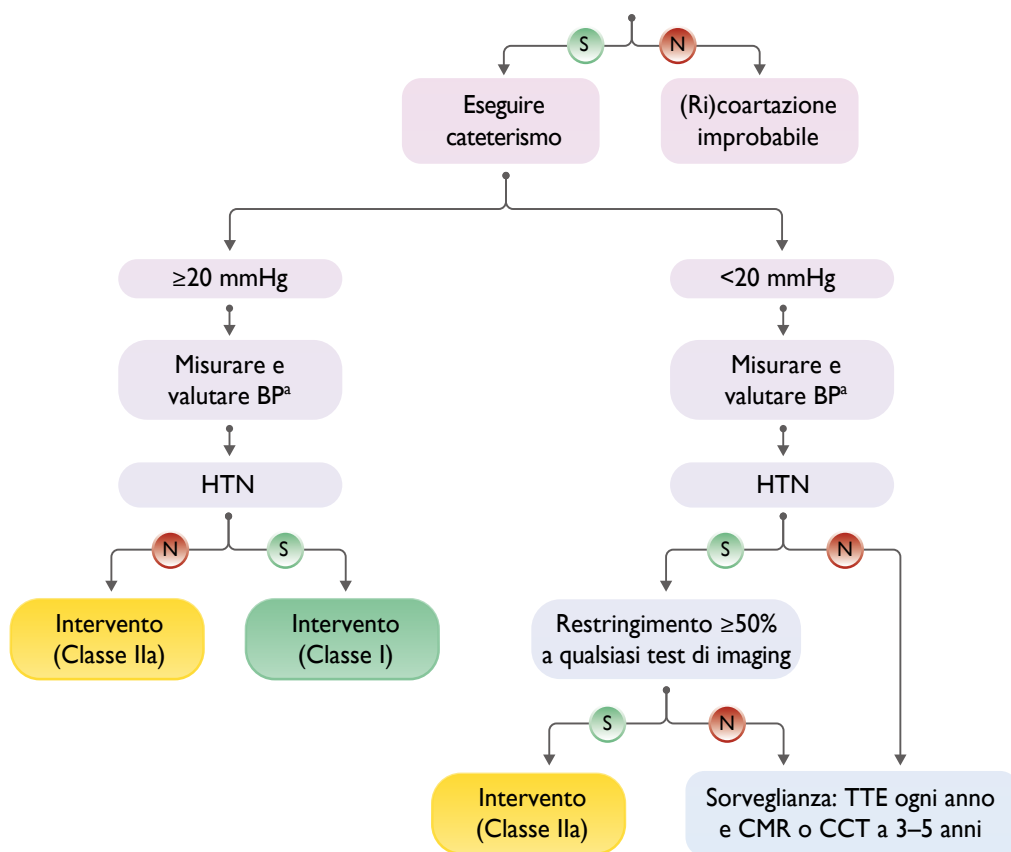 S
N
Eseguire
cateterismo
(Ri)coartazione
improbabile
≥20 mmHg
<20 mmHg
Misurare e
valutare BPᵃ
Misurare e
valutare BPᵃ
HTN
HTN
N
S
S
N
Intervento
(Classe IIa)
Intervento
(Classe I)
Restringimento ≥50%
a qualsiasi test di imaging
S
N
Intervento
(Classe IIa)
Sorveglianza: TTE ogni anno
e CMR o CCT a 3–5 anni